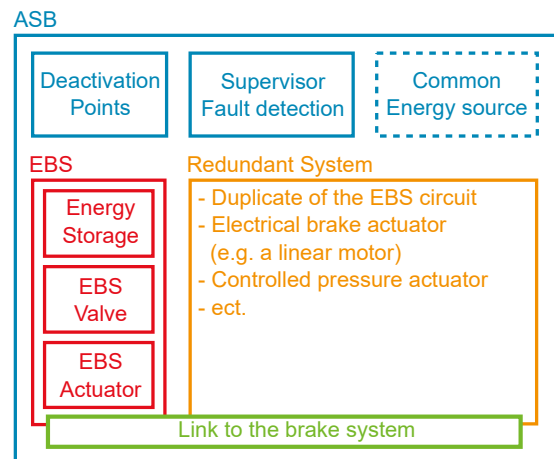 ASB
Deactivation
Points
Supervisor
Fault detection
Common
Energy source
EBS
Energy
Storage
EBS
Valve
EBS
Actuator
Redundant System
- Duplicate of the EBS circuit
- Electrical brake actuator
(e.g. a linear motor)
- Controlled pressure actuator
- ect.
Link to the brake system